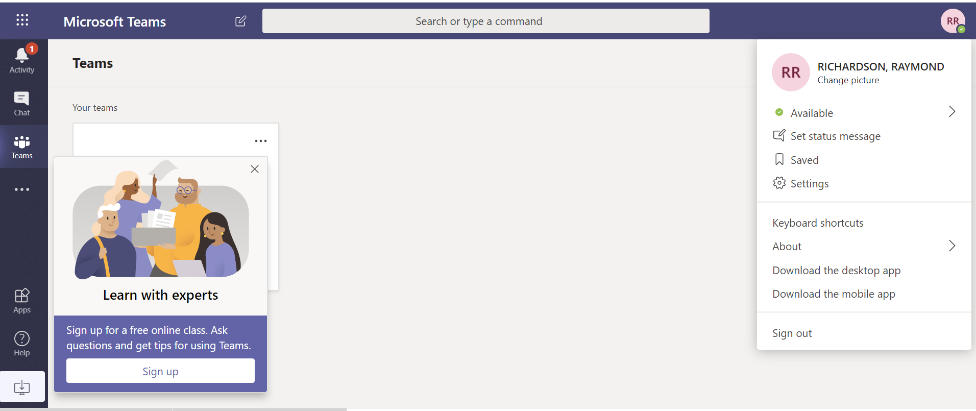 Microsoft Teams
Search or type a command
RR
1
Activity
Chat
Teams
Apps
Help
Teams
Your teams
Learn with experts
Sign up for a free online class. Ask
questions and get tips for using Teams.
Sign up
RR
RICHARDSON, RAYMOND
Change picture
Available
Set status message
Saved
Settings
Keyboard shortcuts
About
Download the desktop app
Download the mobile app
Sign out